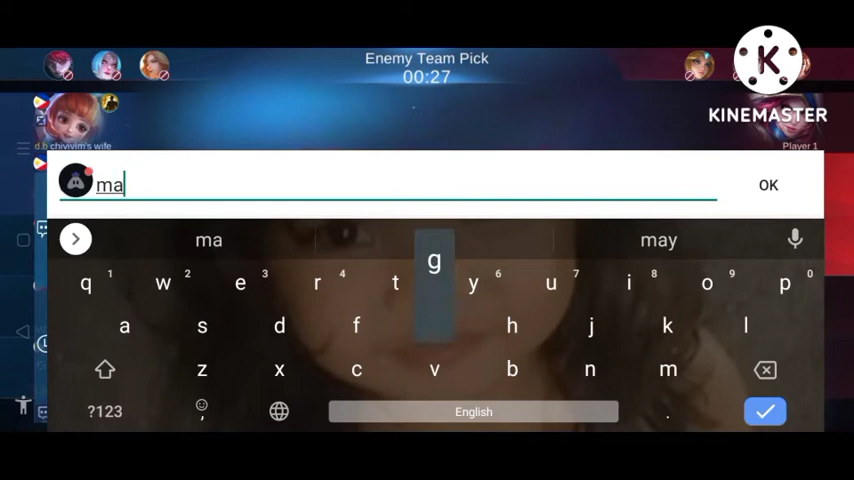 Enemy Team Pick
00:27
K
KINEMASTER
d.b chivivim's wife
Player 1
ma
OK
ma
may
g
q 1 w 2 e 3 r 4 t y 6 u 7 i 8 o 9 p 0
a s d f h j k l
z x c v b n m
?123
,
English
.